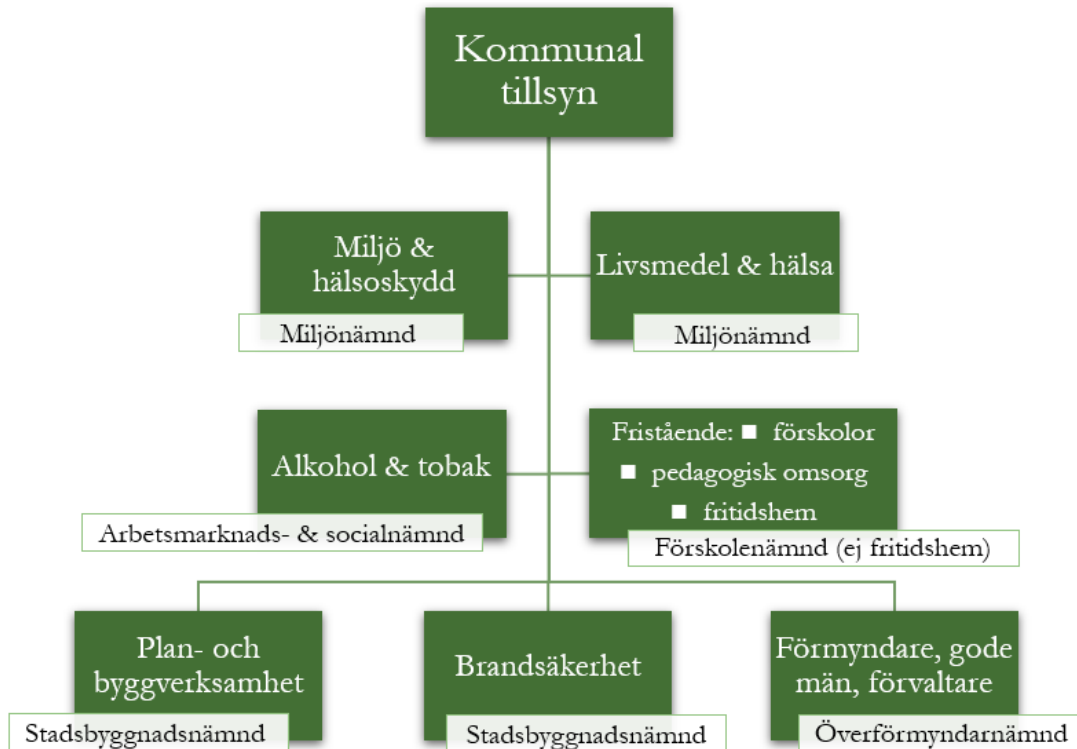 Kommunal
tillsyn
Miljö &
hälsoskydd
Miljönämnd
Livsmedel & hälsa
Miljönämnd
Alkohol & tobak
Arbetsmarknads- & socialnämnd
Fristående: ■ förskolor
■ pedagogisk omsorg
■ fritidshem
Förskolenämnd (ej fritidshem)
Plan- och
byggverksamhet
Stadsbyggnadsnämnd
Brandsäkerhet
Stadsbyggnadsnämnd
Förmyndare, gode
män, förvaltare
Överförmyndarnämnd